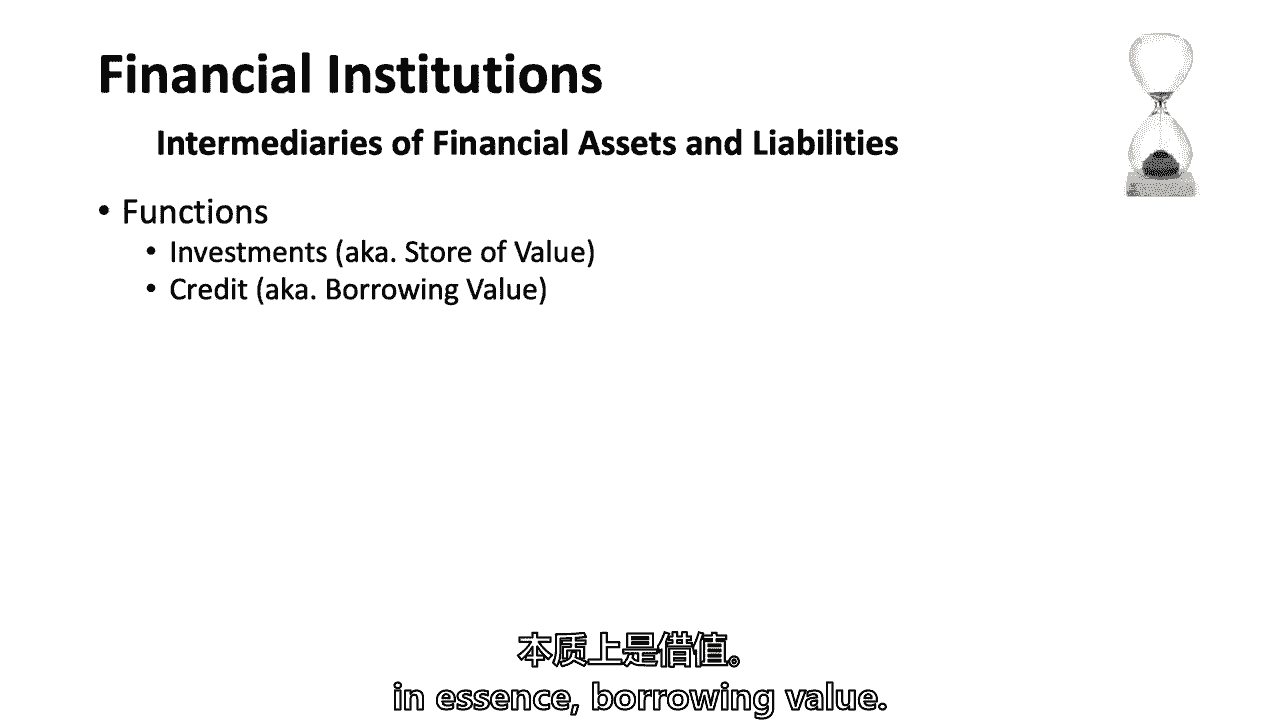 Financial Institutions
Intermediaries of Financial Assets and Liabilities
• Functions
• Investments (aka. Store of Value)
• Credit (aka. Borrowing Value)
本质上是借值。
in essence, borrowing value.